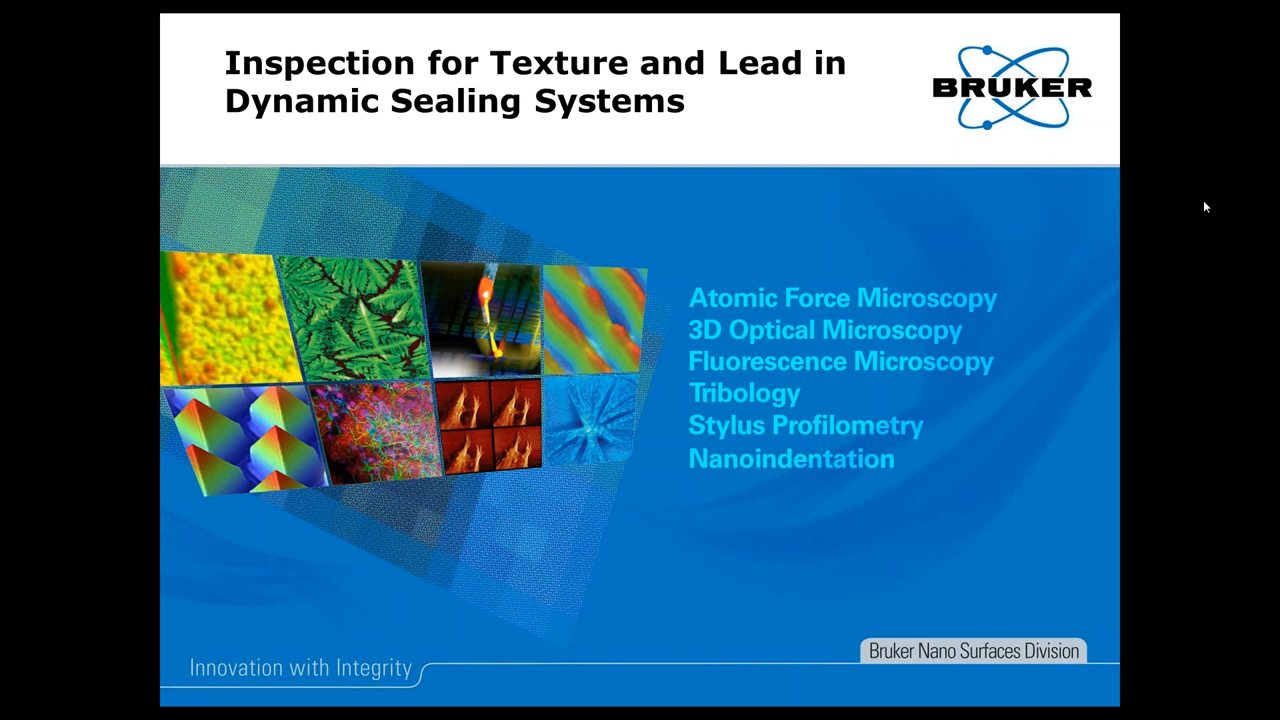 Inspection for Texture and Lead in
Dynamic Sealing Systems
BRUKER
Atomic Force Microscopy
3D Optical Microscopy
Fluorescence Microscopy
Tribology
Stylus Profilometry
Nanoindentation
Bruker Nano Surfaces Division
Innovation with Integrity